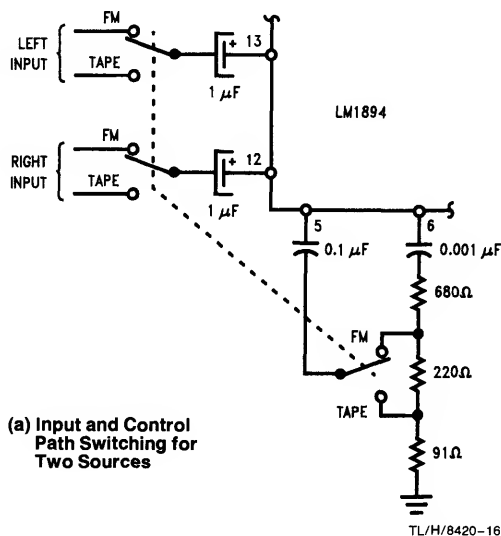 FM
13
LEFT
INPUT
TAPE
1 µF
LM1894
FM
12
RIGHT
INPUT
TAPE
1 µF
5
6
0.1 µF
0.001 µF
680Ω
FM
220Ω
TAPE
91Ω
(a) Input and Control
Path Switching for
Two Sources
TL/H/8420–16